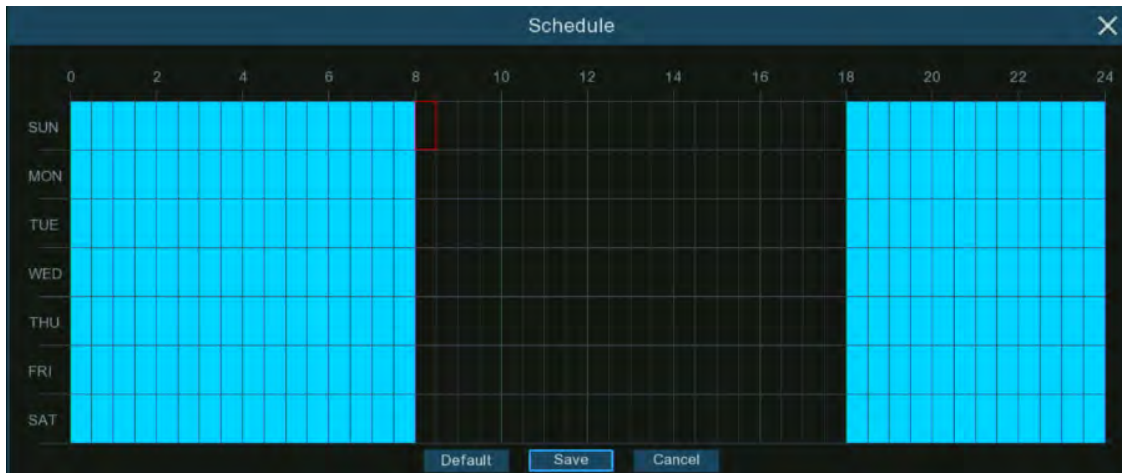 Schedule
0 2 4 6 8 10 12 14 16 18 20 22 24
SUN
MON
TUE
WED
THU
FRI
SAT
Default Save Cancel